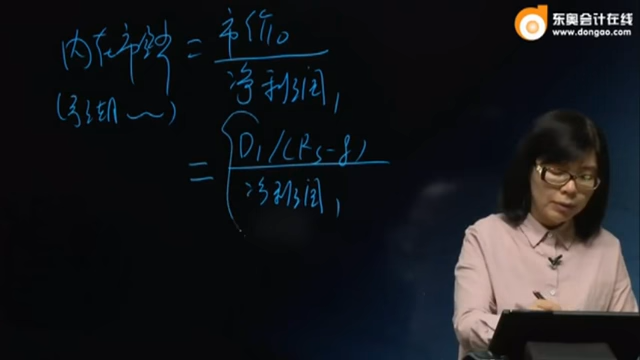 东奥会计在线
www.dongao.com
内在市盈率 = 市价0 / 净利润1
(预期~~)
= D1/(Rs-g) / 净利润1